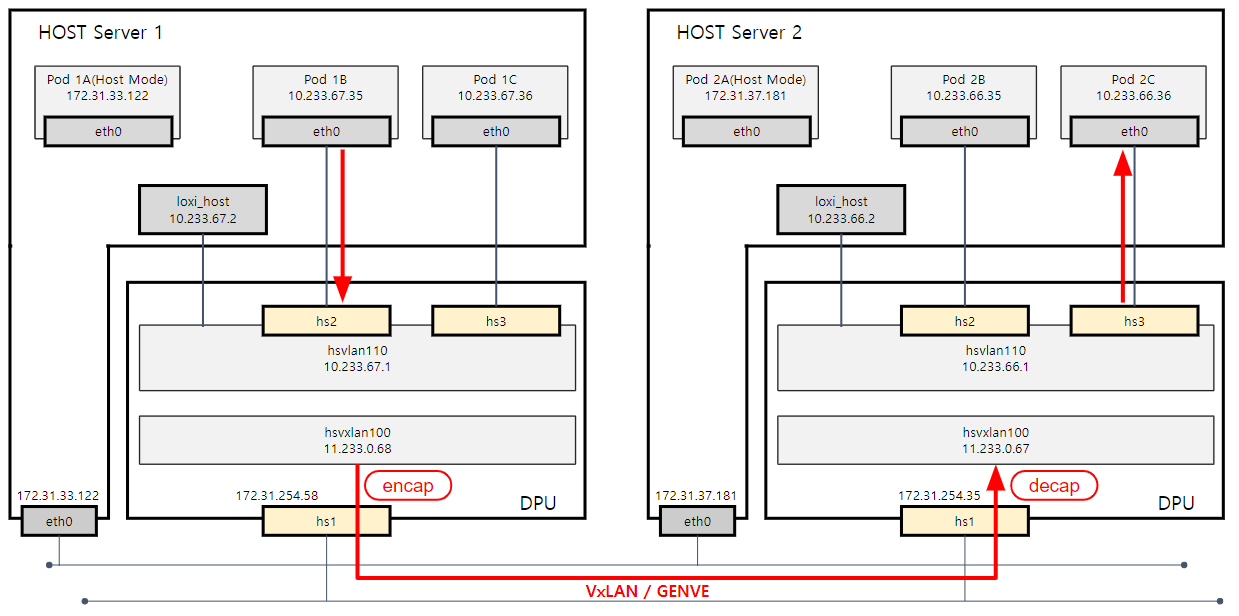 HOST Server 1
Pod 1A(Host Mode)
172.31.33.122
eth0
Pod 1B
10.233.67.35
eth0
Pod 1C
10.233.67.36
eth0
loxi_host
10.233.67.2
hs2
hs3
hsvlan110
10.233.67.1
hsvxlan100
11.233.0.68
encap
172.31.33.122
eth0
172.31.254.58
hs1
DPU
HOST Server 2
Pod 2A(Host Mode)
172.31.37.181
eth0
Pod 2B
10.233.66.35
eth0
Pod 2C
10.233.66.36
eth0
loxi_host
10.233.66.2
hs2
hs3
hsvlan110
10.233.66.1
hsvxlan100
11.233.0.67
decap
172.31.37.181
eth0
172.31.254.35
hs1
DPU
VxLAN / GENVE